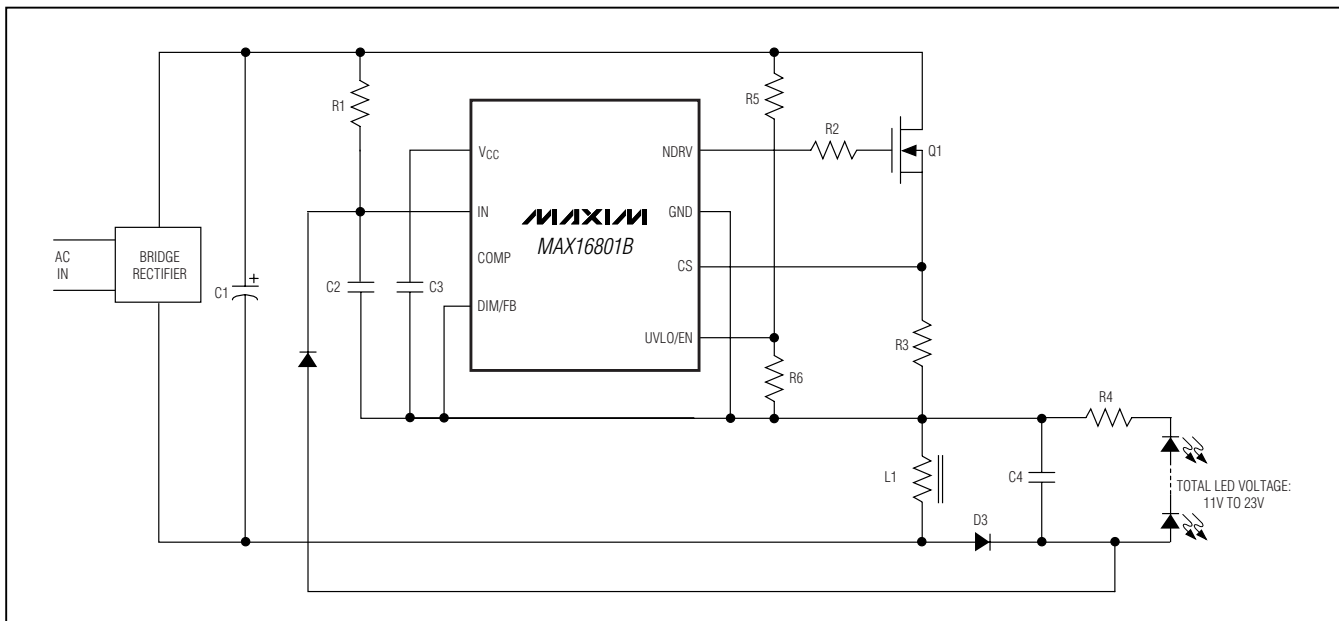 R1
R5
R2
VCC
NDRV
Q1
IN
MAXIM
GND
MAX16801B
AC
IN
BRIDGE
RECTIFIER
COMP
CS
C1
+
C2
C3
DIM/FB
UVLO/EN
R3
R6
R4
L1
C4
TOTAL LED VOLTAGE:
11V TO 23V
D3